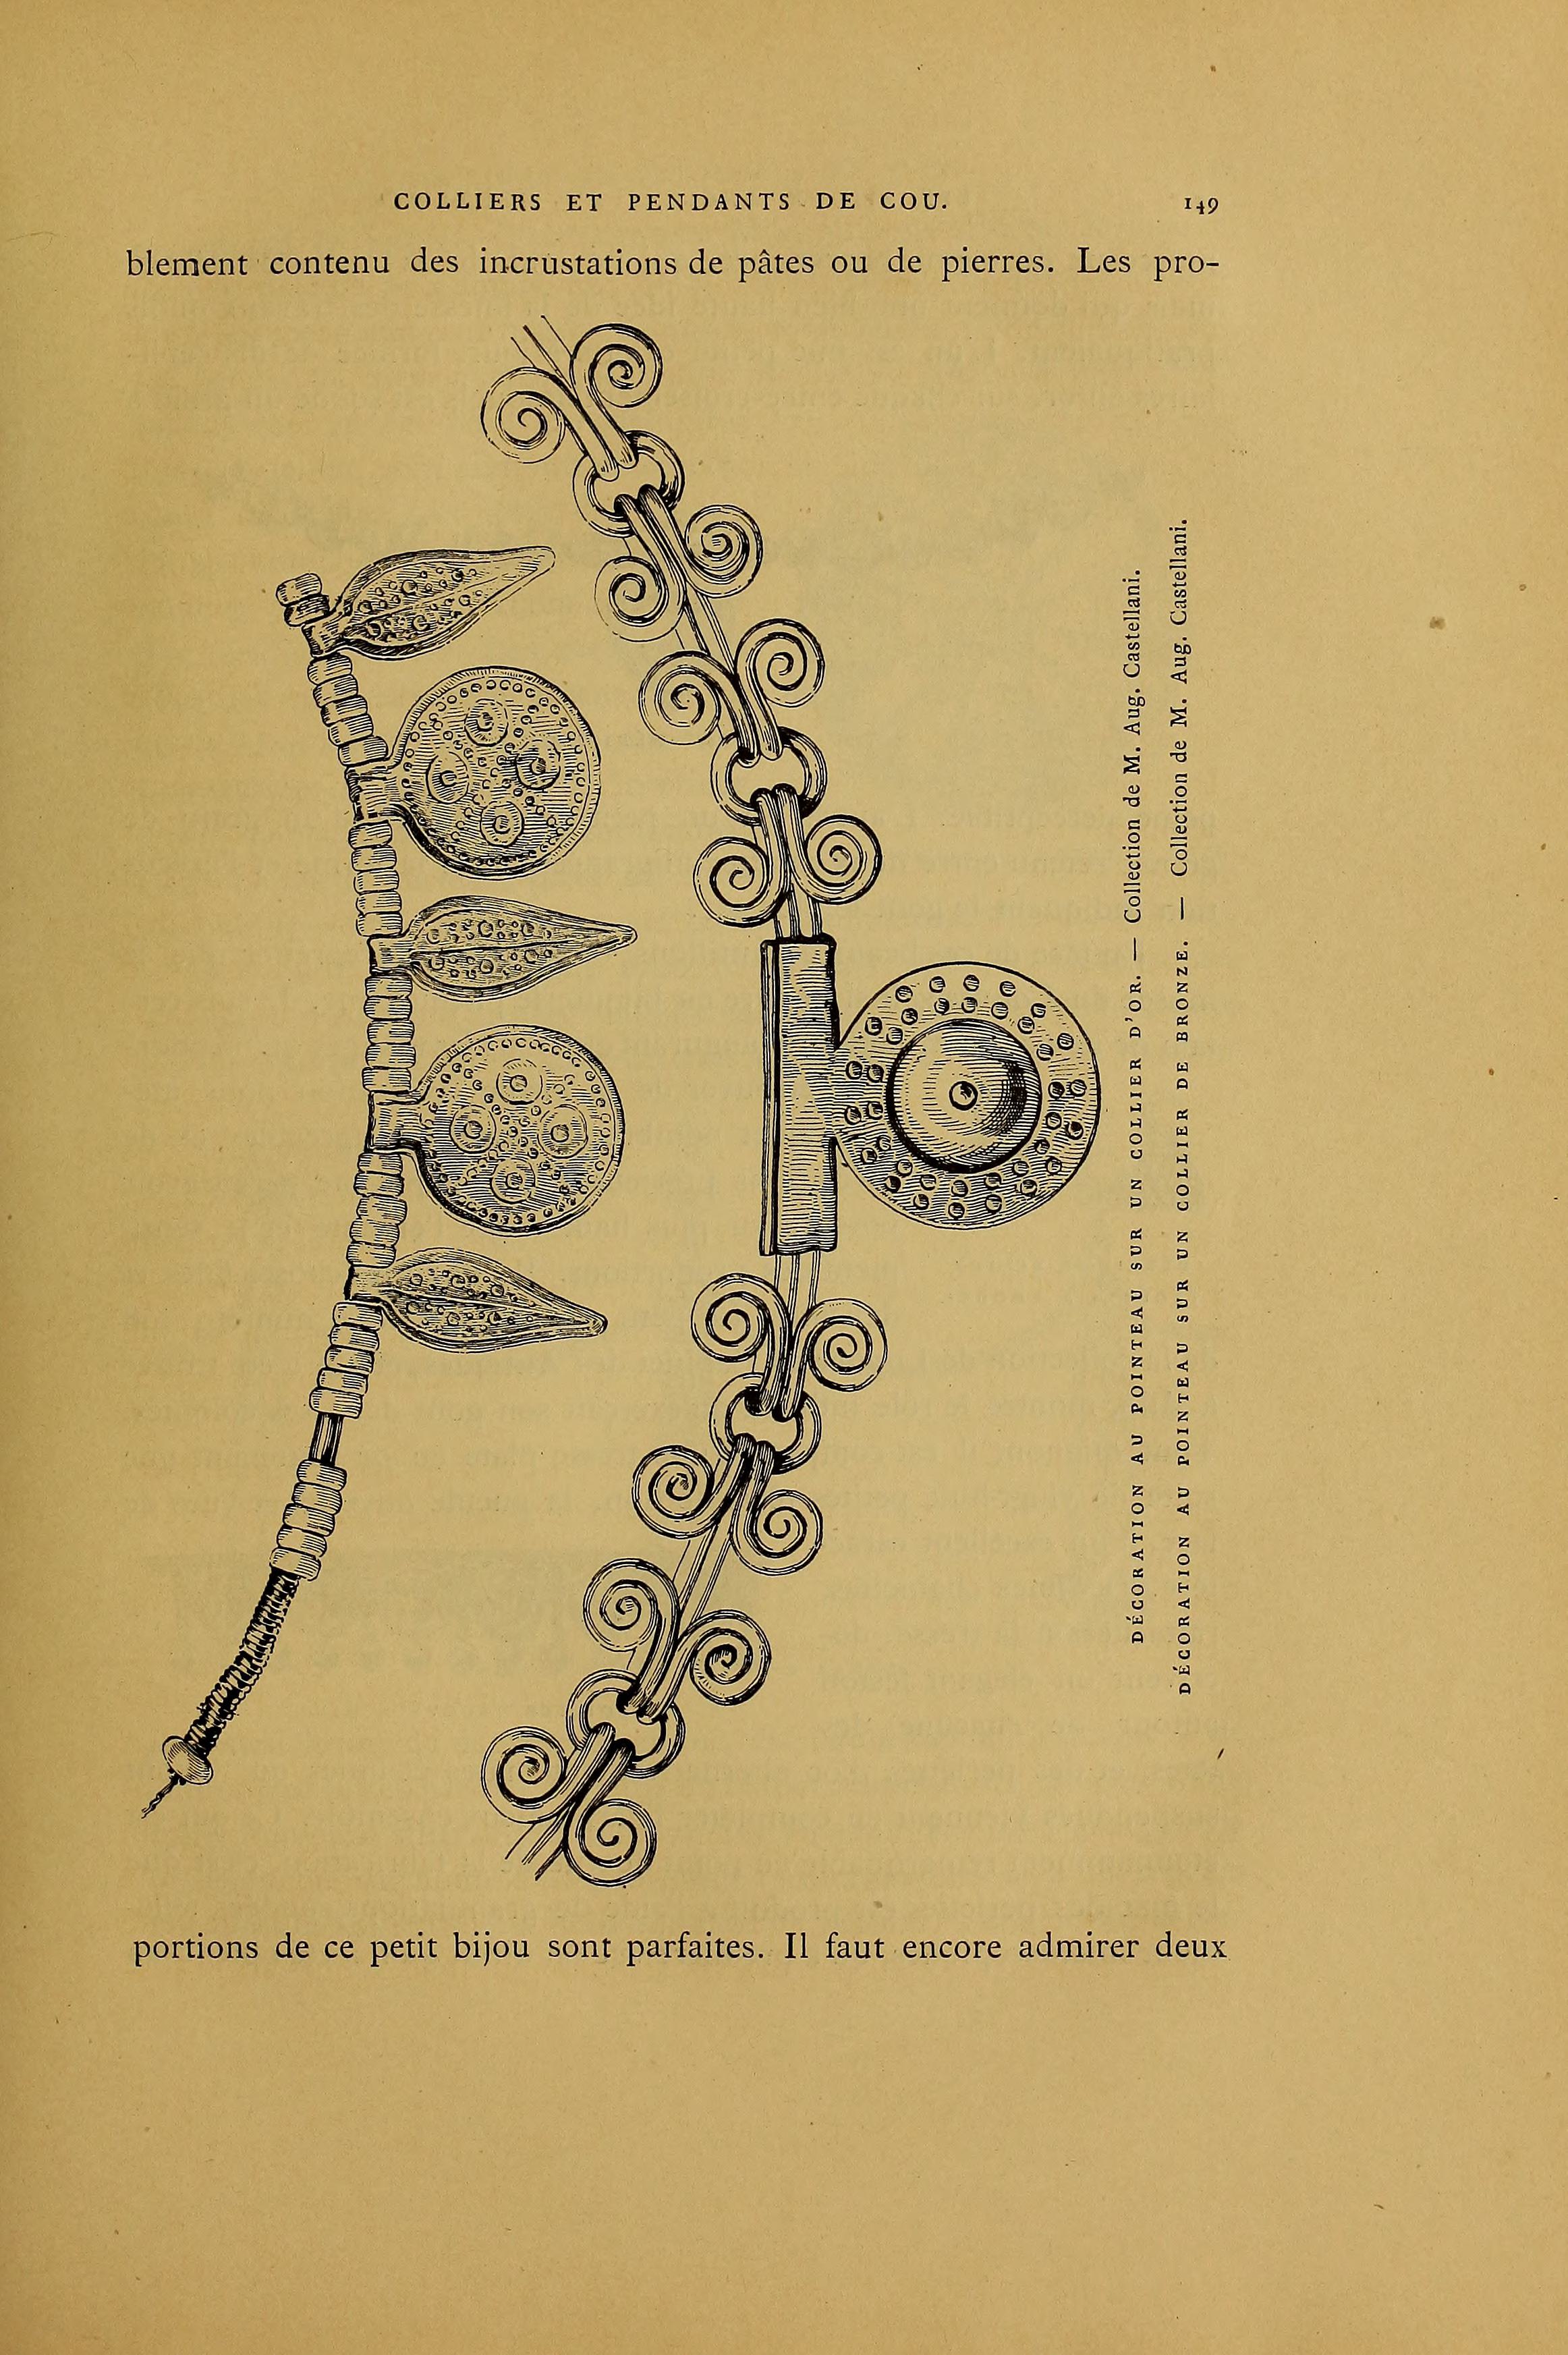 COLLIERS ET PENDANTS DE COU. 149
blement contenu des incrustations de pâtes ou de pierres. Les pro-
DÉCORATION AU POINTEAU SUR UN COLLIER D'OR. — Collection de M. Aug. Castellani.
DÉCORATION AU POINTEAU SUR UN COLLIER DE BRONZE. — Collection de M. Aug. Castellani.
portions de ce petit bijou sont parfaites. Il faut encore admirer deux